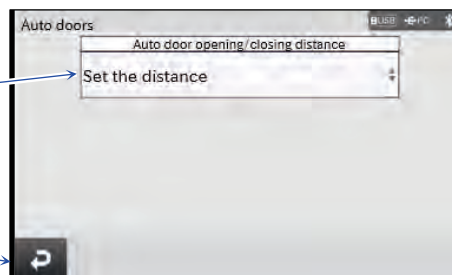 Auto doors
USB PC
Auto door opening/closing distance
Set the distance